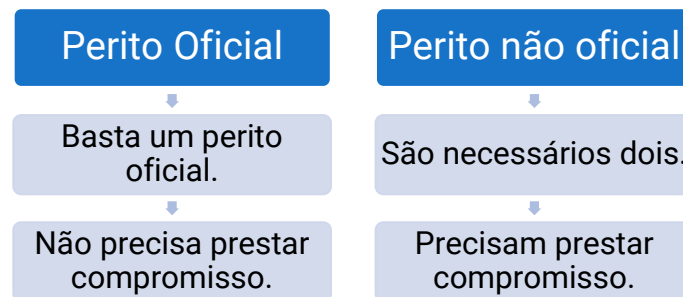 Perito Oficial
Basta um perito
oficial.
Não precisa prestar
compromisso.
Perito não oficial
São necessários dois.
Precisam prestar
compromisso.